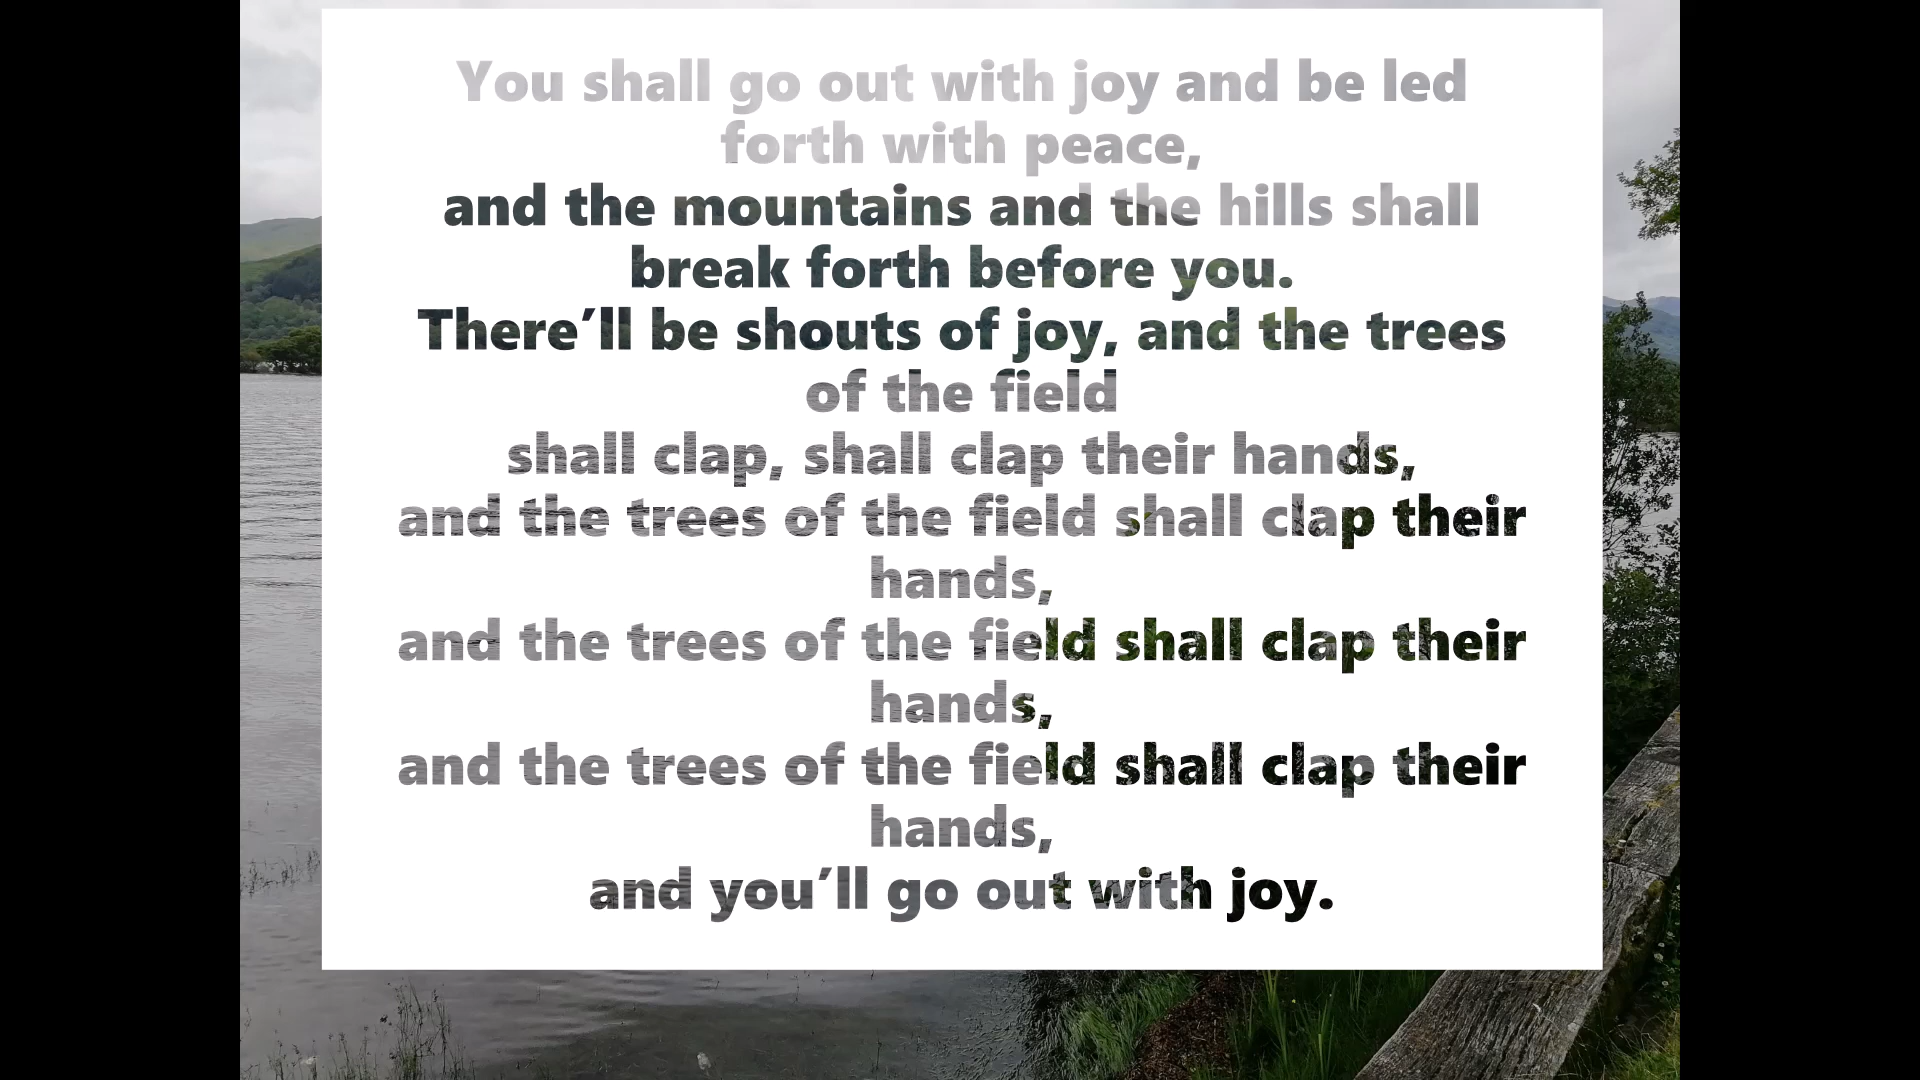 You shall go out with joy and be led
forth with peace,
and the mountains and the hills shall
break forth before you.
There’ll be shouts of joy, and the trees
of the field
shall clap, shall clap their hands,
and the trees of the field shall clap their
hands,
and the trees of the field shall clap their
hands,
and the trees of the field shall clap their
hands,
and you’ll go out with joy.